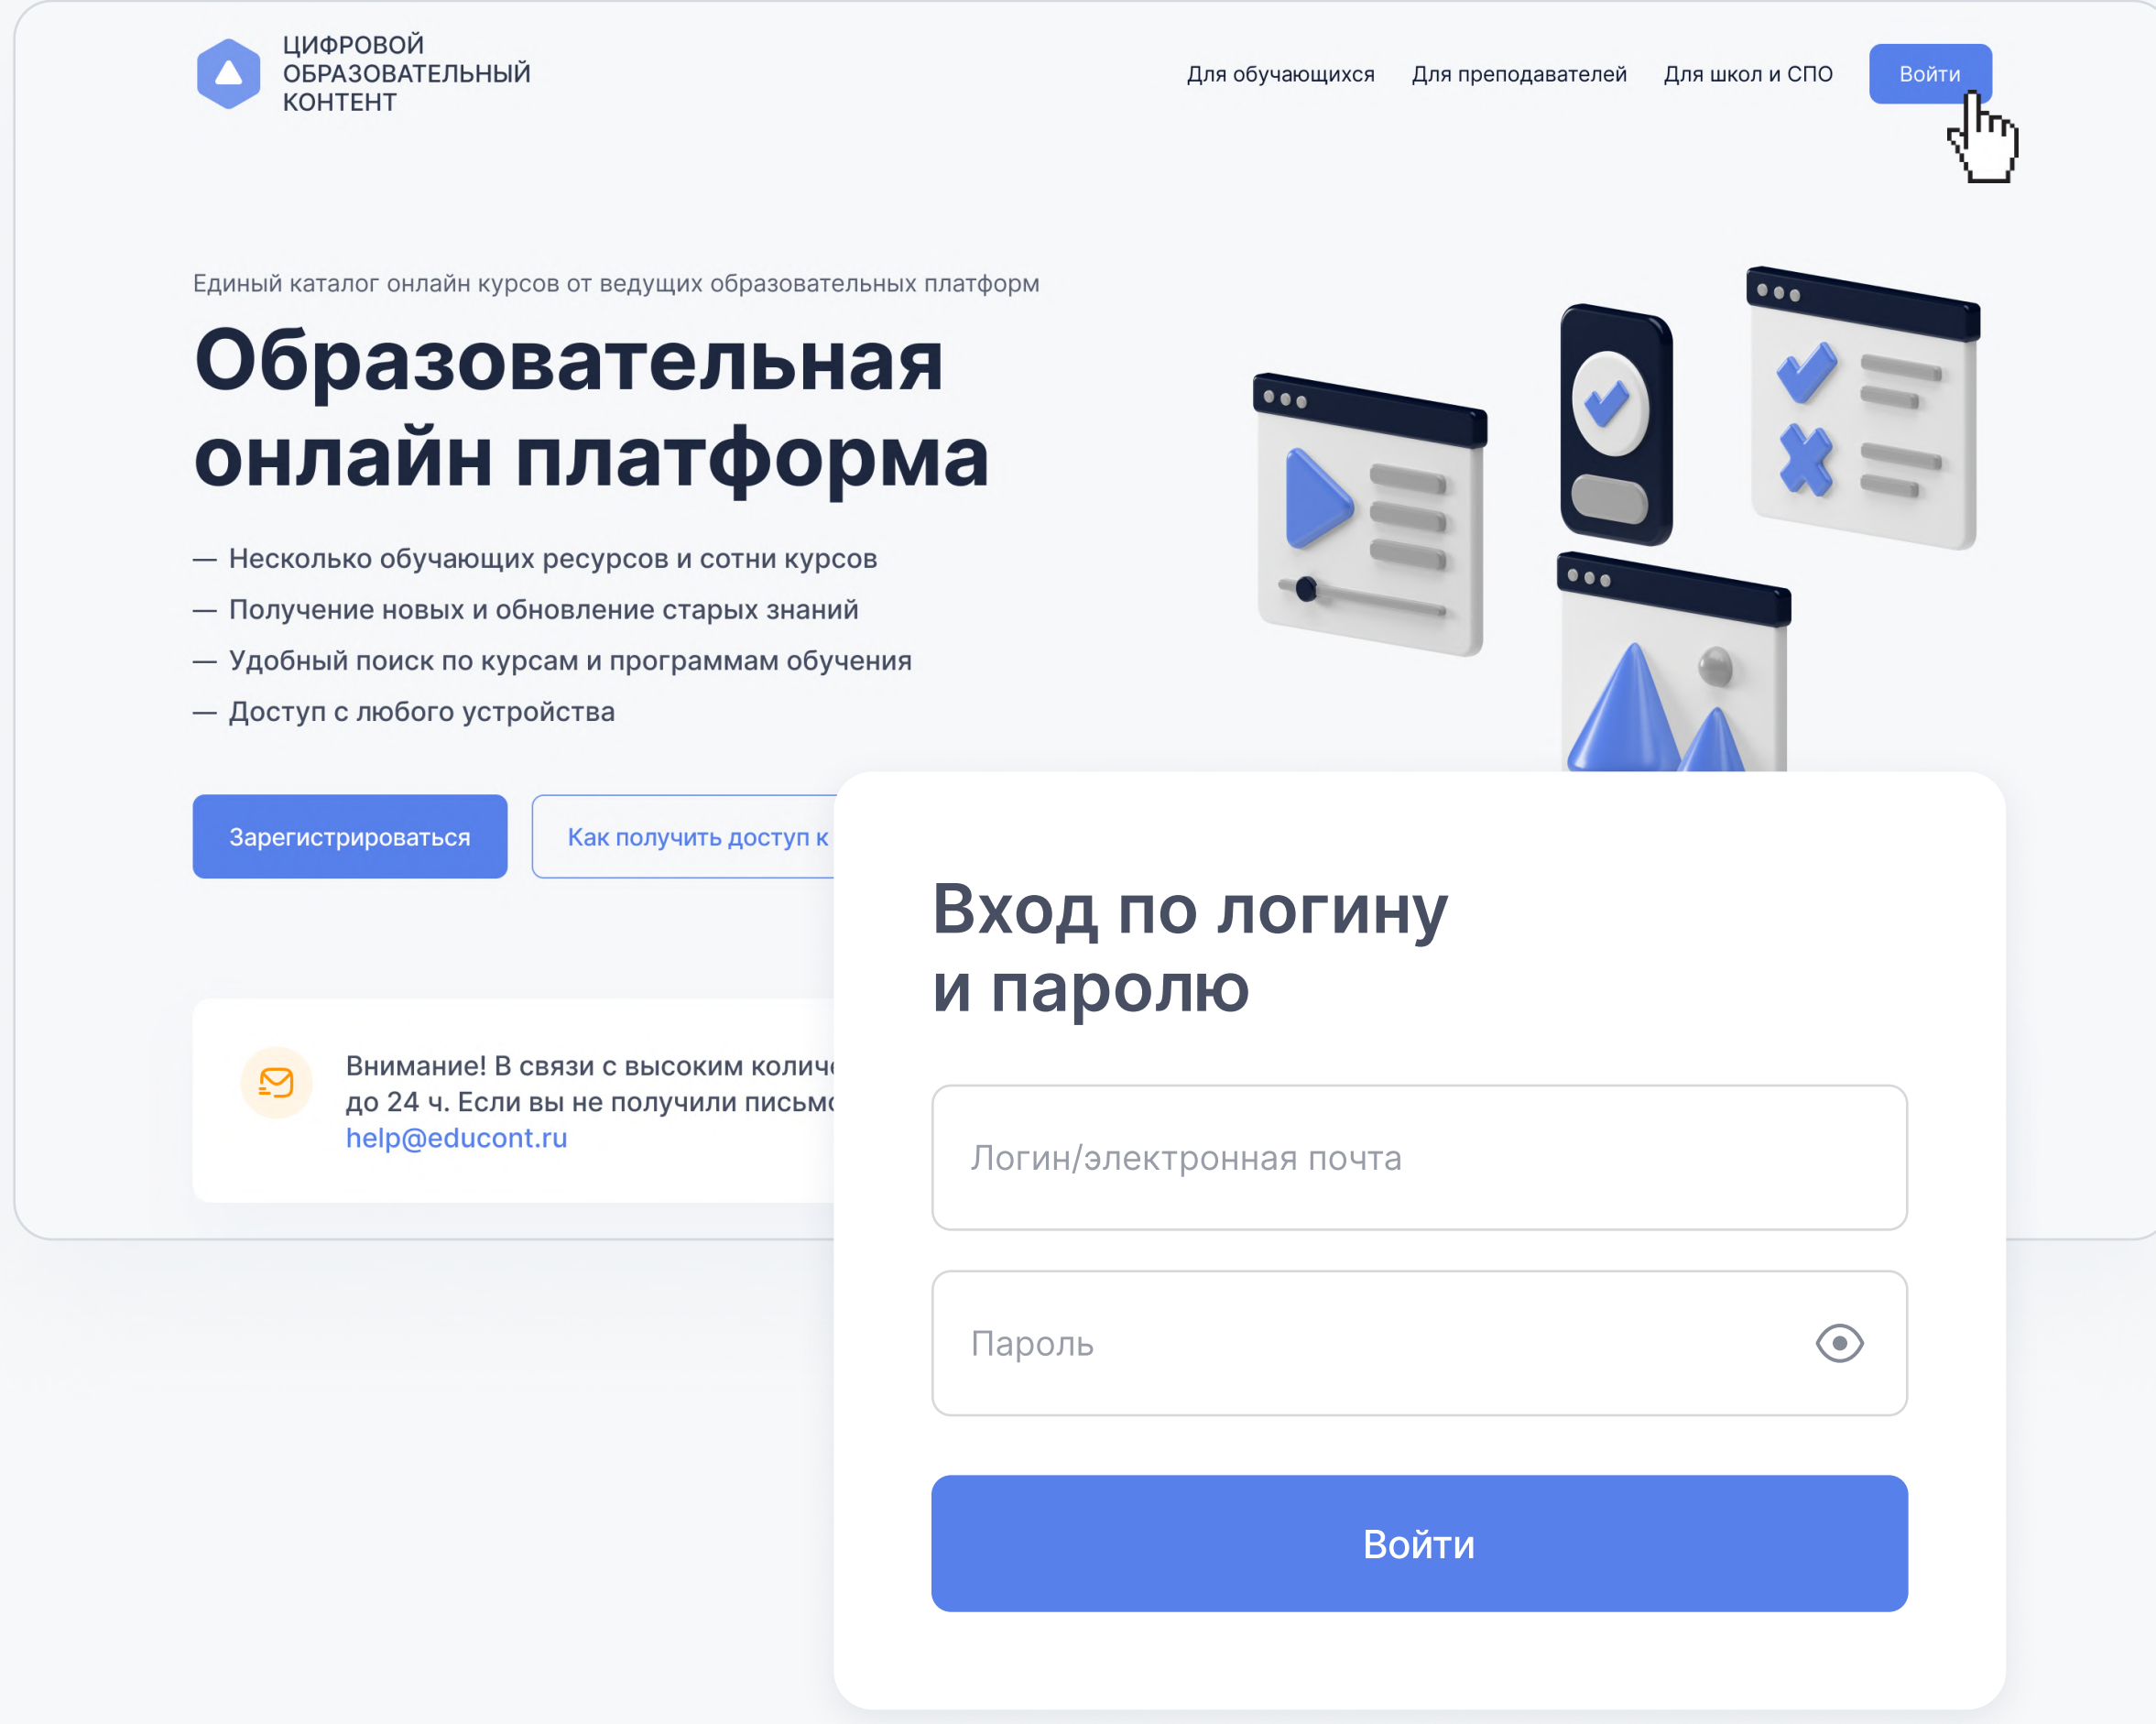 ЦИФРОВОЙ
ОБРАЗОВАТЕЛЬНЫЙ
КОНТЕНТ
Для обучающихся
Для преподавателей
Для школ и СПО
Войти
Единый каталог онлайн курсов от ведущих образовательных платформ
Образовательная
онлайн платформа
— Несколько обучающих ресурсов и сотни курсов
— Получение новых и обновление старых знаний
— Удобный поиск по курсам и программам обучения
— Доступ с любого устройства
Зарегистрироваться
Как получить доступ к
Внимание! В связи с высоким
до 24 ч. Если вы не получили
help@educont.ru
Вход по логину
и паролю
Логин/электронная почта
Пароль
Войти